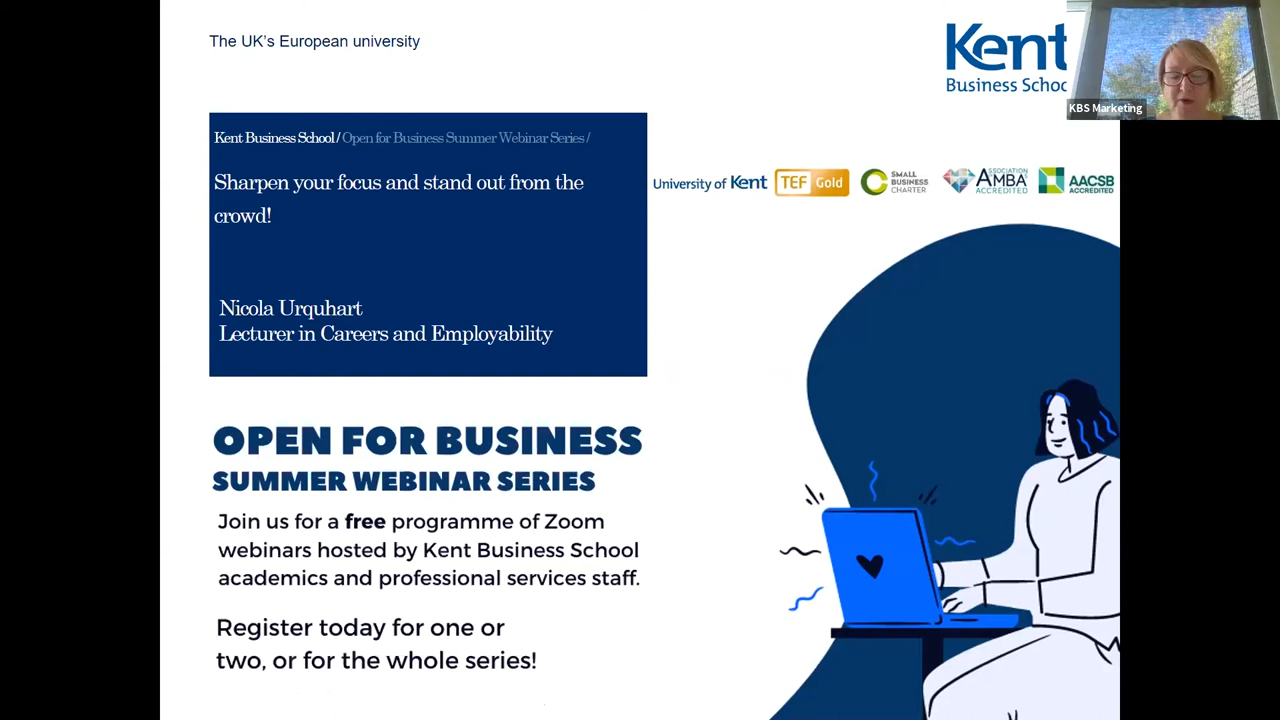 The UK's European university
Kent
Business School
KBS Marketing
Kent Business School / Open for Business Summer Webinar Series /
Sharpen your focus and stand out from the
crowd!
Nicola Urquhart
Lecturer in Careers and Employability
University of Kent
TEF Gold
SMALL
BUSINESS
CHARTER
ASSOCIATION
AMBA
ACCREDITED
AACSB
ACCREDITED
OPEN FOR BUSINESS
SUMMER WEBINAR SERIES
Join us for a free programme of Zoom
webinars hosted by Kent Business School
academics and professional services staff.
Register today for one or
two, or for the whole series!